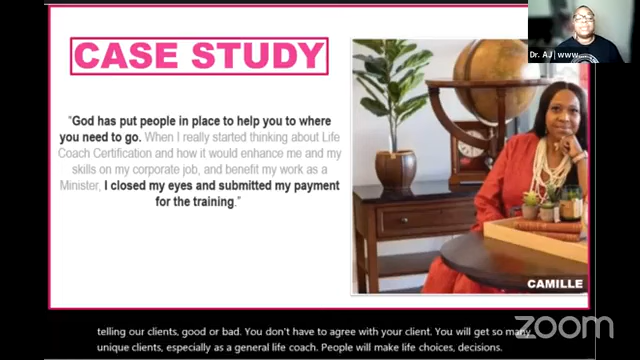 CASE STUDY
"God has put people in place to help you to where
you need to go. When I really started thinking about Life
Coach Certification and how it would enhance me and my
skills on my corporate job, and benefit my work as a
Minister, I closed my eyes and submitted my payment
for the training."
CAMILLE
Dr. AJ | www...
telling our clients, good or bad. You don't have to agree with your client. You will get so many
unique clients, especially as a general life coach. People will make life choices, decisions.
zoom